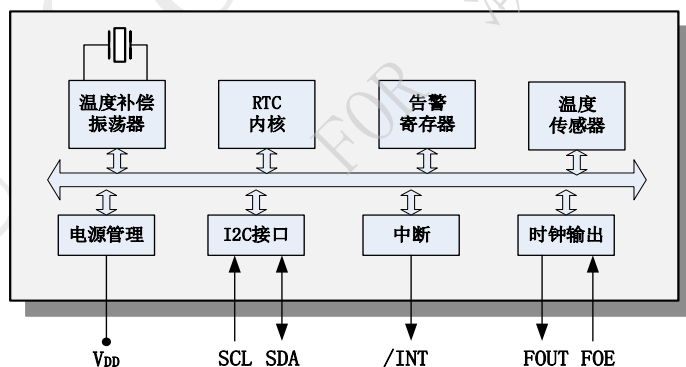 温度补偿
振荡器
RTC
内核
告警
寄存器
温度
传感器
电源管理
I2C接口
中断
时钟输出
VDD
SCL SDA
/INT
FOUT FOE
FOR